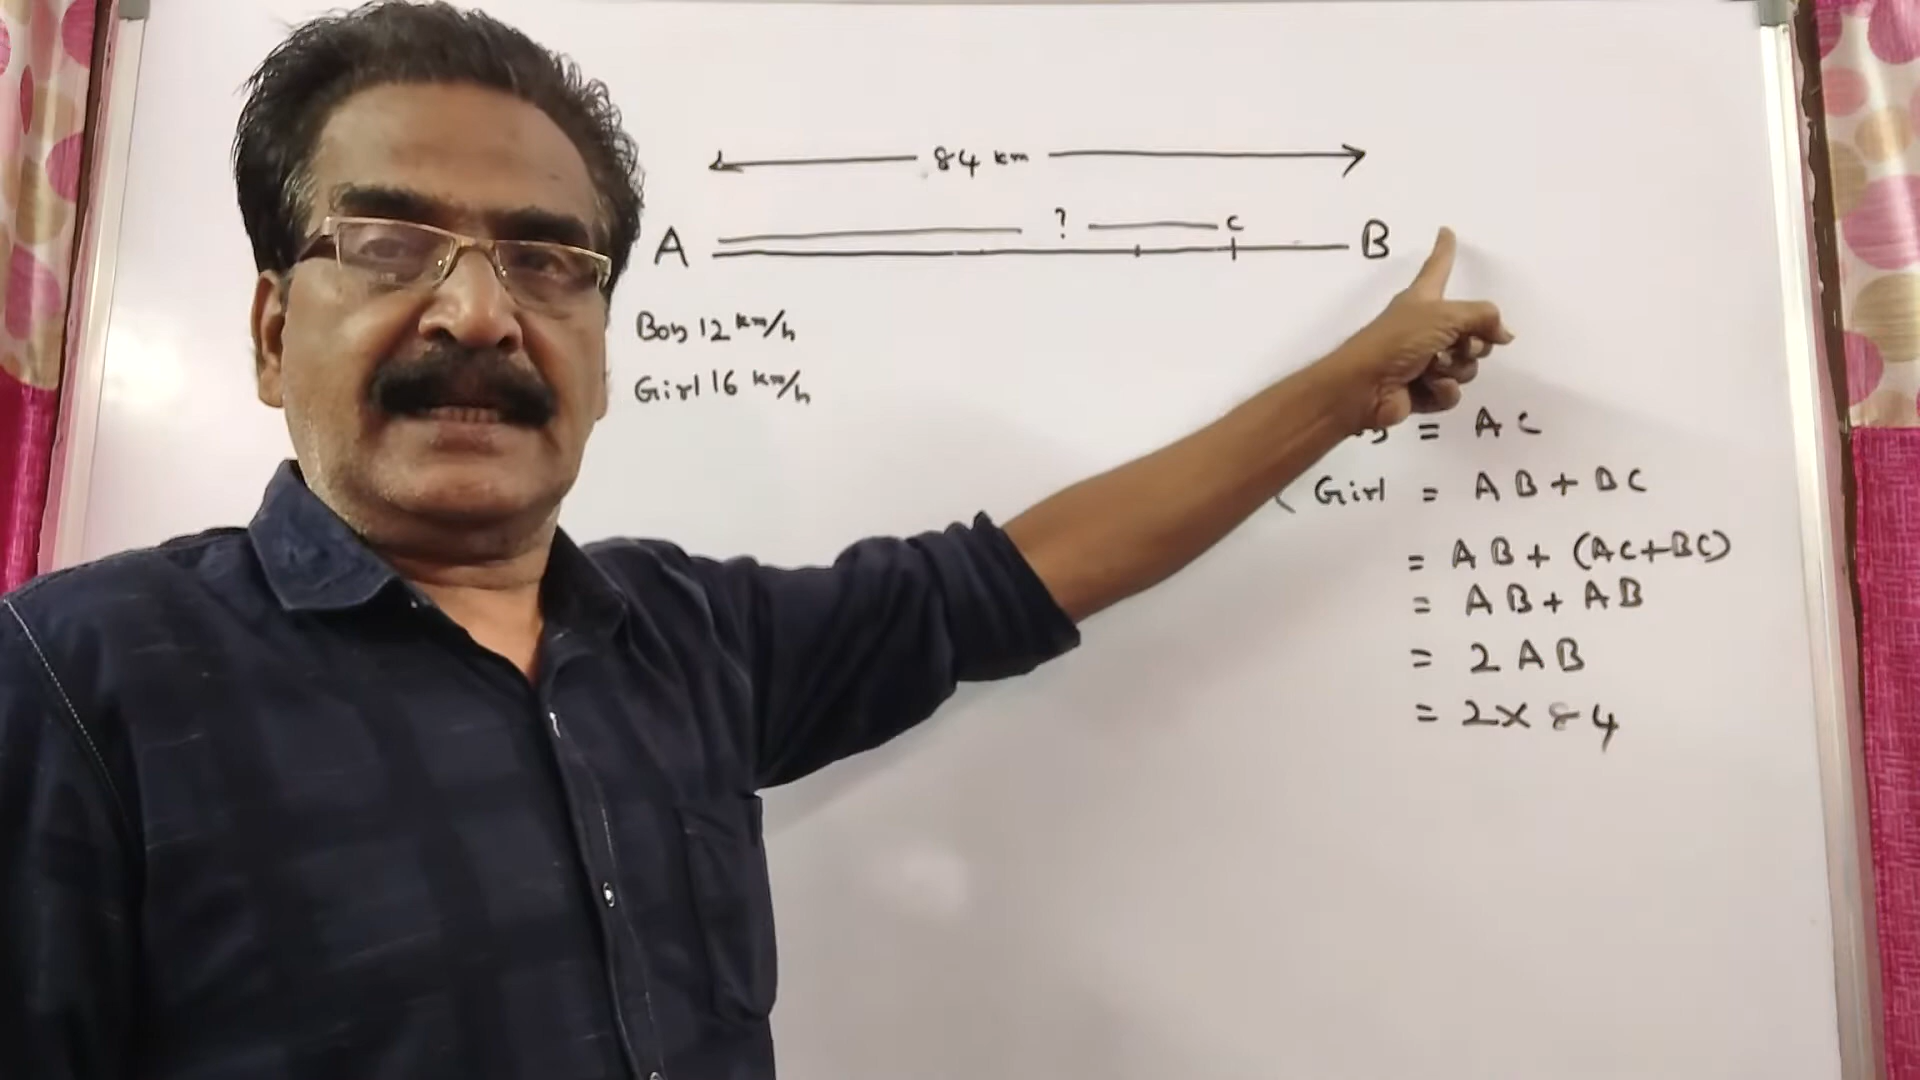 84 km
A ? C B
Boy 12 km/h
Girl 16 km/h
= AC
Girl = AB + BC
= AB + (AC+BC)
= AB + AB
= 2 AB
= 2 x 84